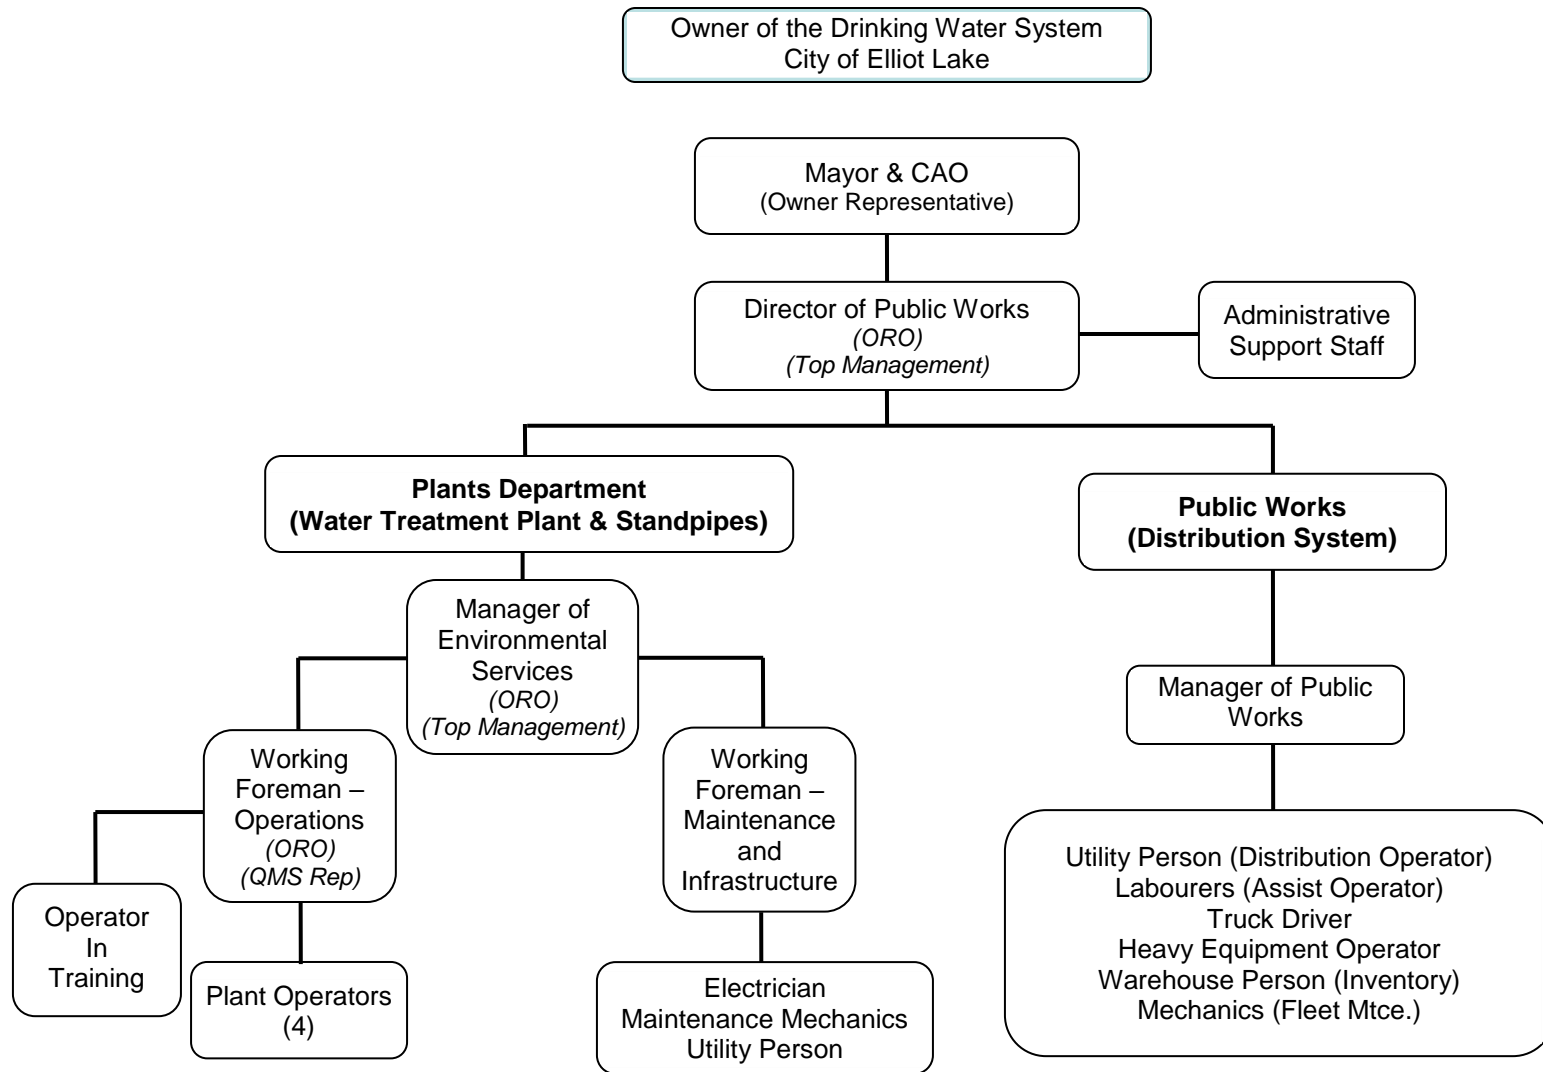 Owner of the Drinking Water System
City of Elliot Lake
Mayor & CAO
(Owner Representative)
Director of Public Works
(ORO)
(Top Management)
Administrative
Support Staff
Plants Department
(Water Treatment Plant & Standpipes)
Public Works
(Distribution System)
Manager of
Environmental
Services
(ORO)
(Top Management)
Manager of Public
Works
Working
Foreman –
Operations
(ORO)
(QMS Rep)
Working
Foreman –
Maintenance
and
Infrastructure
Operator
In
Training
Plant Operators
(4)
Electrician
Maintenance Mechanics
Utility Person
Utility Person (Distribution Operator)
Labourers (Assist Operator)
Truck Driver
Heavy Equipment Operator
Warehouse Person (Inventory)
Mechanics (Fleet Mtce.)